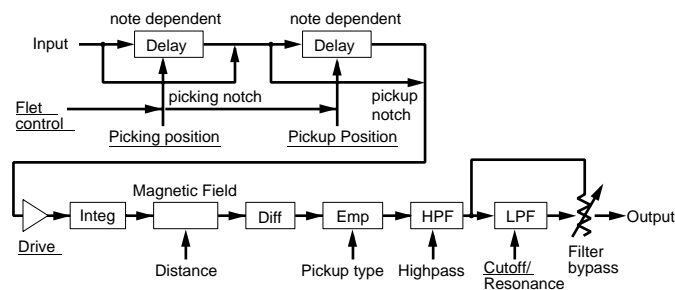 note dependent
note dependent
Input
Delay
Delay
picking notch
pickup
notch
Flet
control
Picking position
Pickup Position
Magnetic Field
Integ
Diff
Emp
HPF
LPF
Output
Drive
Distance
Pickup type
Highpass
Cutoff/
Resonance
Filter
bypass